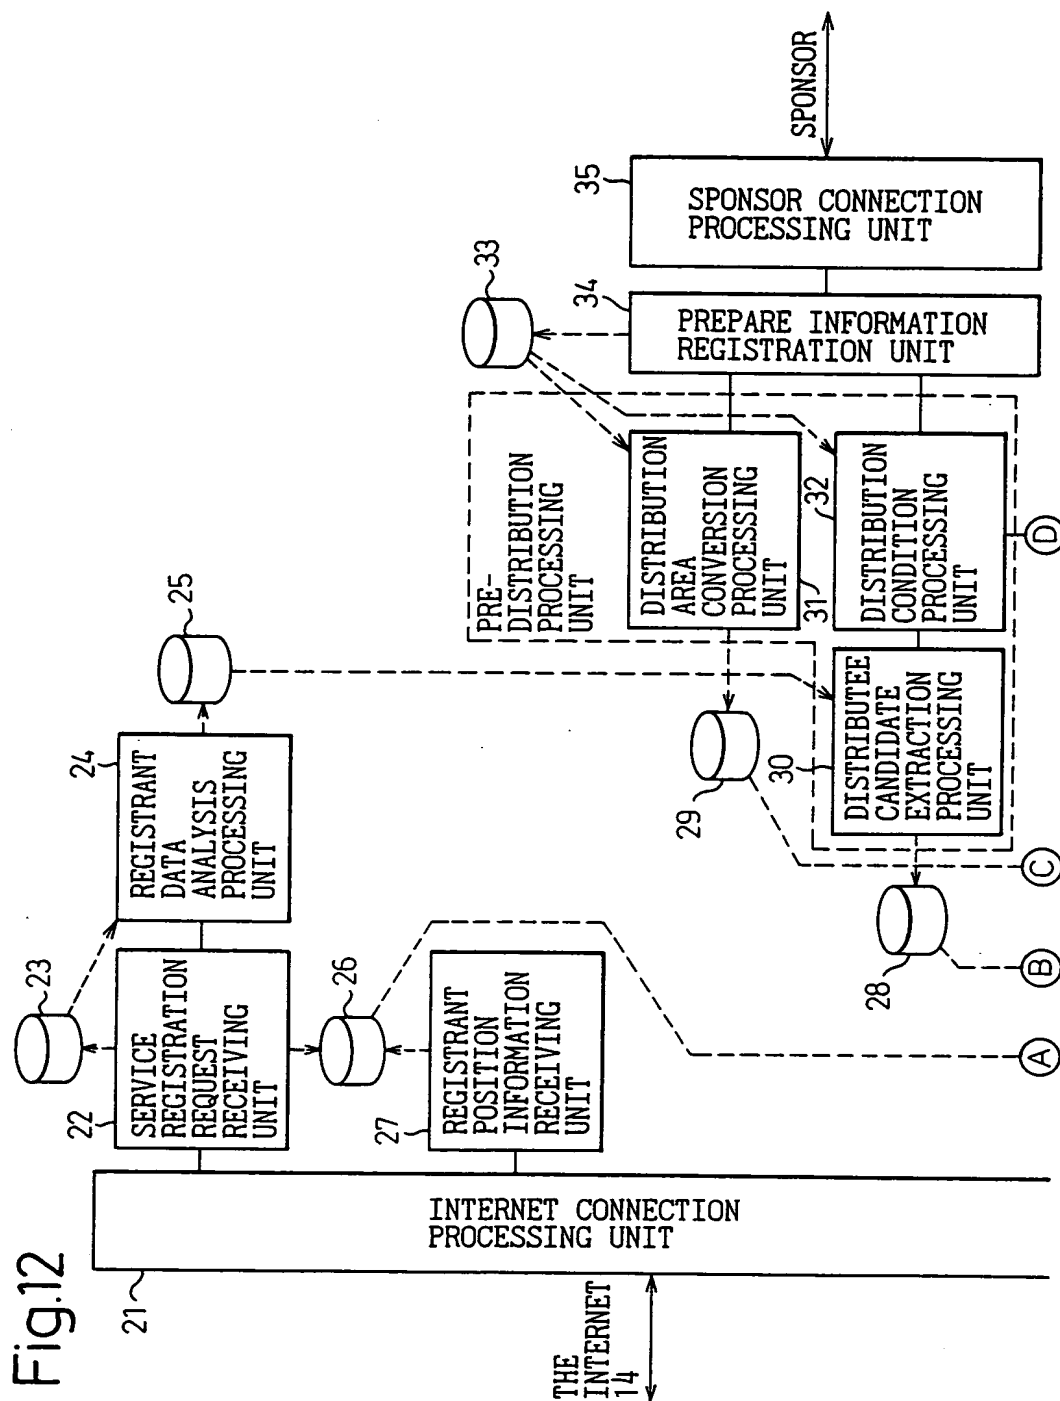 Fig.12
THE
INTERNET
14
21
INTERNET CONNECTION
PROCESSING UNIT
22
SERVICE
REGISTRATION
REQUEST
RECEIVING
UNIT
23
24
REGISTRANT
DATA
ANALYSIS
PROCESSING
UNIT
25
26
27
REGISTRANT
POSITION
INFORMATION
RECEIVING
UNIT
A
28
B
29
C
30
DISTRIBUTEE
CANDIDATE
EXTRACTION
PROCESSING
UNIT
PRE-
DISTRIBUTION
PROCESSING
UNIT
DISTRIBUTION
AREA
CONVERSION
PROCESSING
UNIT
31
32
DISTRIBUTION
CONDITION
PROCESSING
UNIT
D
33
34
PREPARE INFORMATION
REGISTRATION UNIT
35
SPONSOR CONNECTION
PROCESSING UNIT
SPONSOR